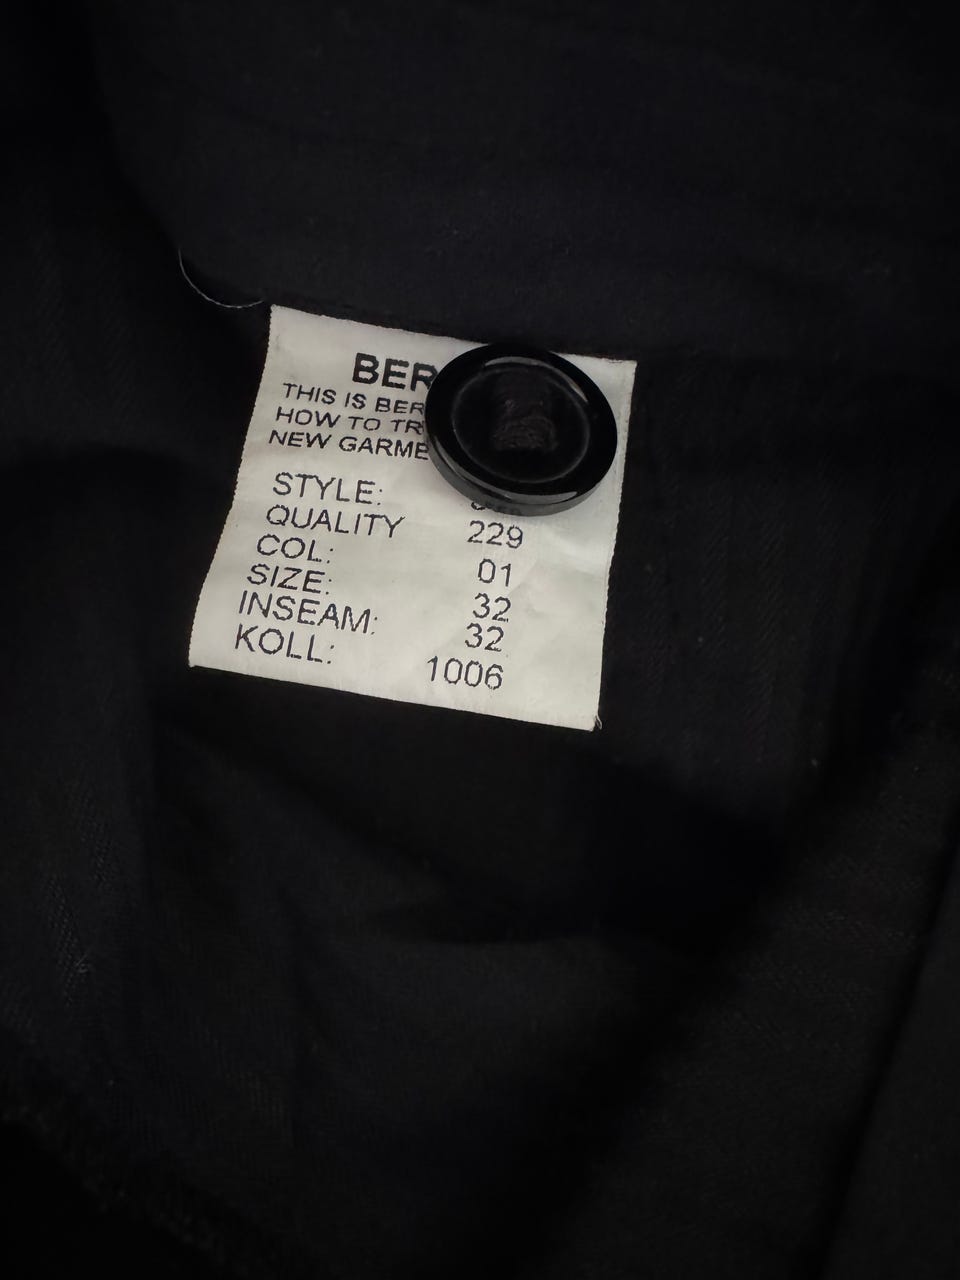 BER
THIS IS BER
HOW TO TR
NEW GARME
STYLE:
QUALITY 229
COL: 01
SIZE: 32
INSEAM: 32
KOLL: 1006